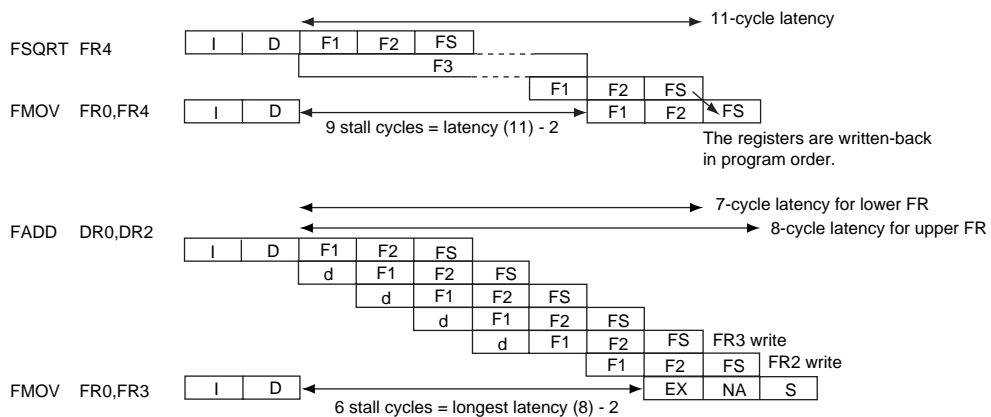 11-cycle latency
FSQRT FR4 I D F1 F2 FS
F3
F1 F2 FS
FMOV FR0,FR4 I D 9 stall cycles = latency (11) - 2 F1 F2 FS
The registers are written-back
in program order.
7-cycle latency for lower FR
8-cycle latency for upper FR
FADD DR0,DR2 I D F1 F2 FS
d F1 F2 FS
d F1 F2 FS
d F1 F2 FS
d F1 F2 FS FR3 write
F1 F2 FS FR2 write
FMOV FR0,FR3 I D EX NA S
6 stall cycles = longest latency (8) - 2